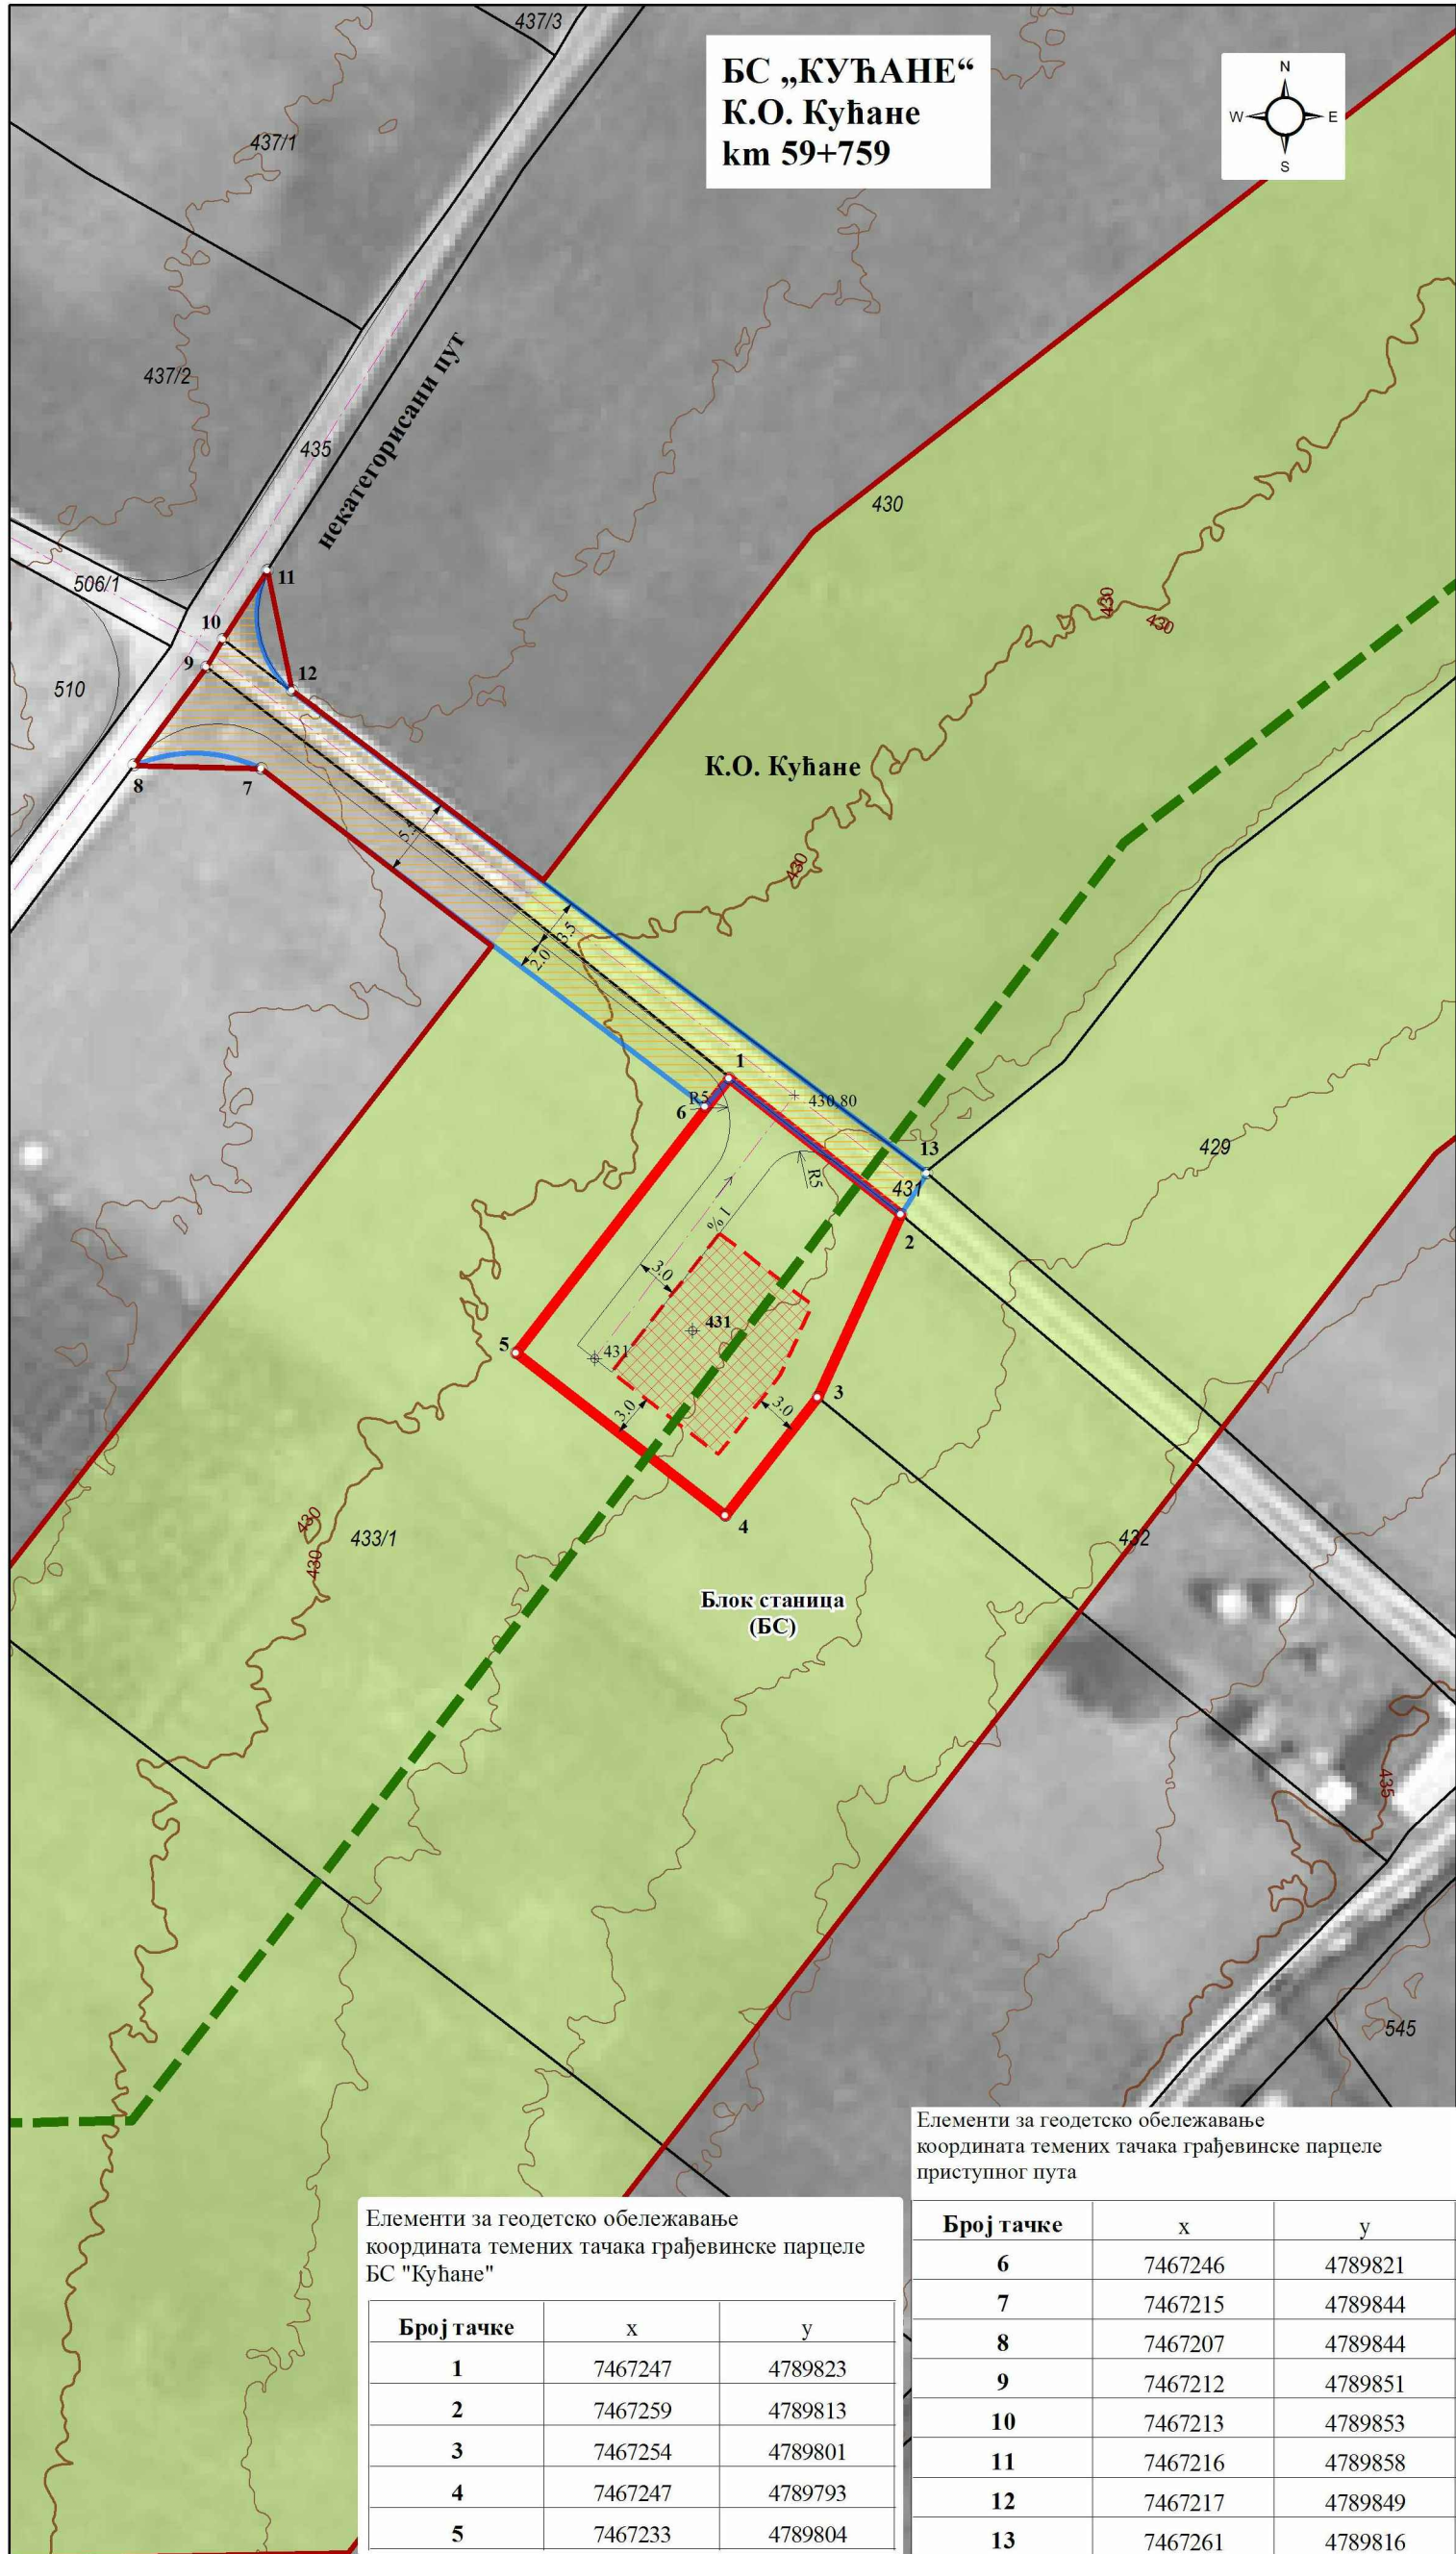 437/3
БС „КУЋАНЕ“
К.О. Кућане
km 59+759
N
W
E
S
437/1
437/2
435
некатегорисани пут
430
506/1
11
430
430
10
9
12
510
К.О. Кућане
8
7
430
3.5
2.0
1
R5
430,80
6
13
429
R5
431
2
1 %
3.0
431
5
431
3
3.0
3.0
430
433/1
430
4
432
Блок станица
(БС)
435
545
Елементи за геодетско обележавање
координата темених тачака грађевинске парцеле
приступног пута
Број тачке x y
6 7467246 4789821
7 7467215 4789844
8 7467207 4789844
9 7467212 4789851
10 7467213 4789853
11 7467216 4789858
12 7467217 4789849
13 7467261 4789816
Елементи за геодетско обележавање
координата темених тачака грађевинске парцеле
БС "Кућане"
Број тачке x y
1 7467247 4789823
2 7467259 4789813
3 7467254 4789801
4 7467247 4789793
5 7467233 4789804